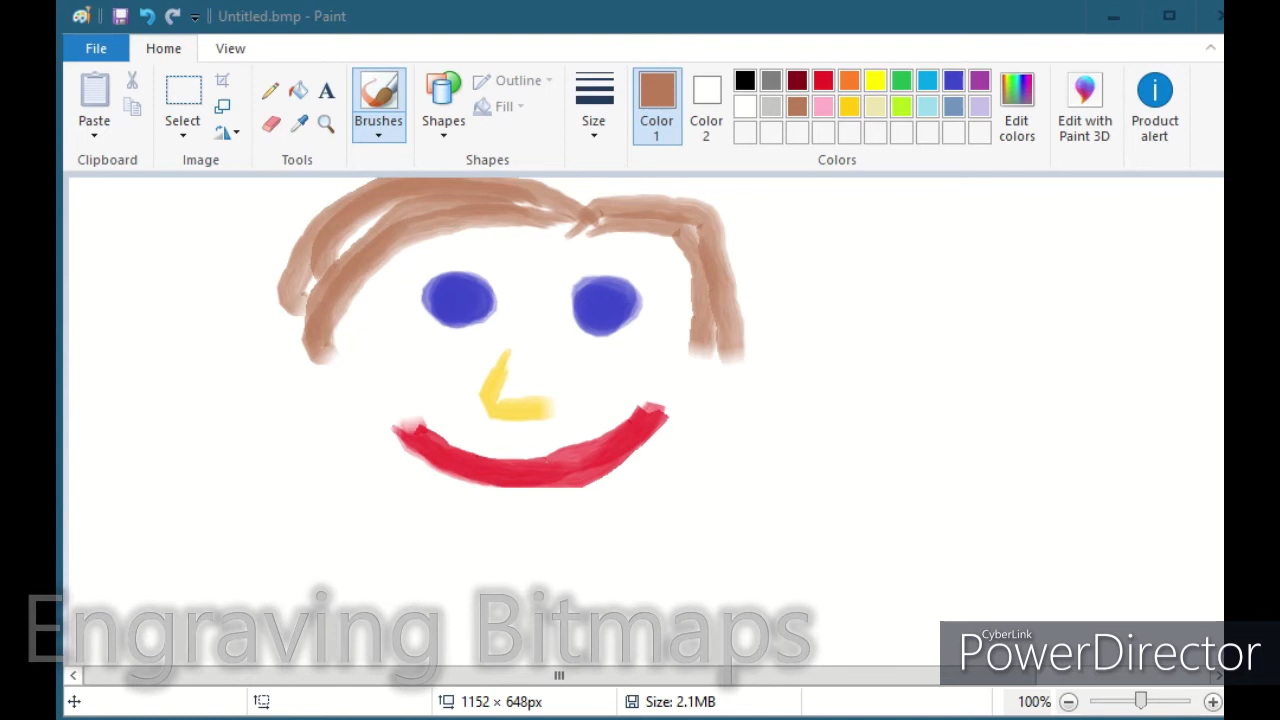 Untitled.bmp - Paint
File Home View
Paste
Select
A
Brushes
Shapes
Outline
Fill
Size
Color 1
Color 2
Edit colors
Edit with Paint 3D
Product alert
Clipboard Image Tools Shapes Colors
Engraving Bitmaps
CyberLink
PowerDirector
1152 × 648px Size: 2.1MB 100%